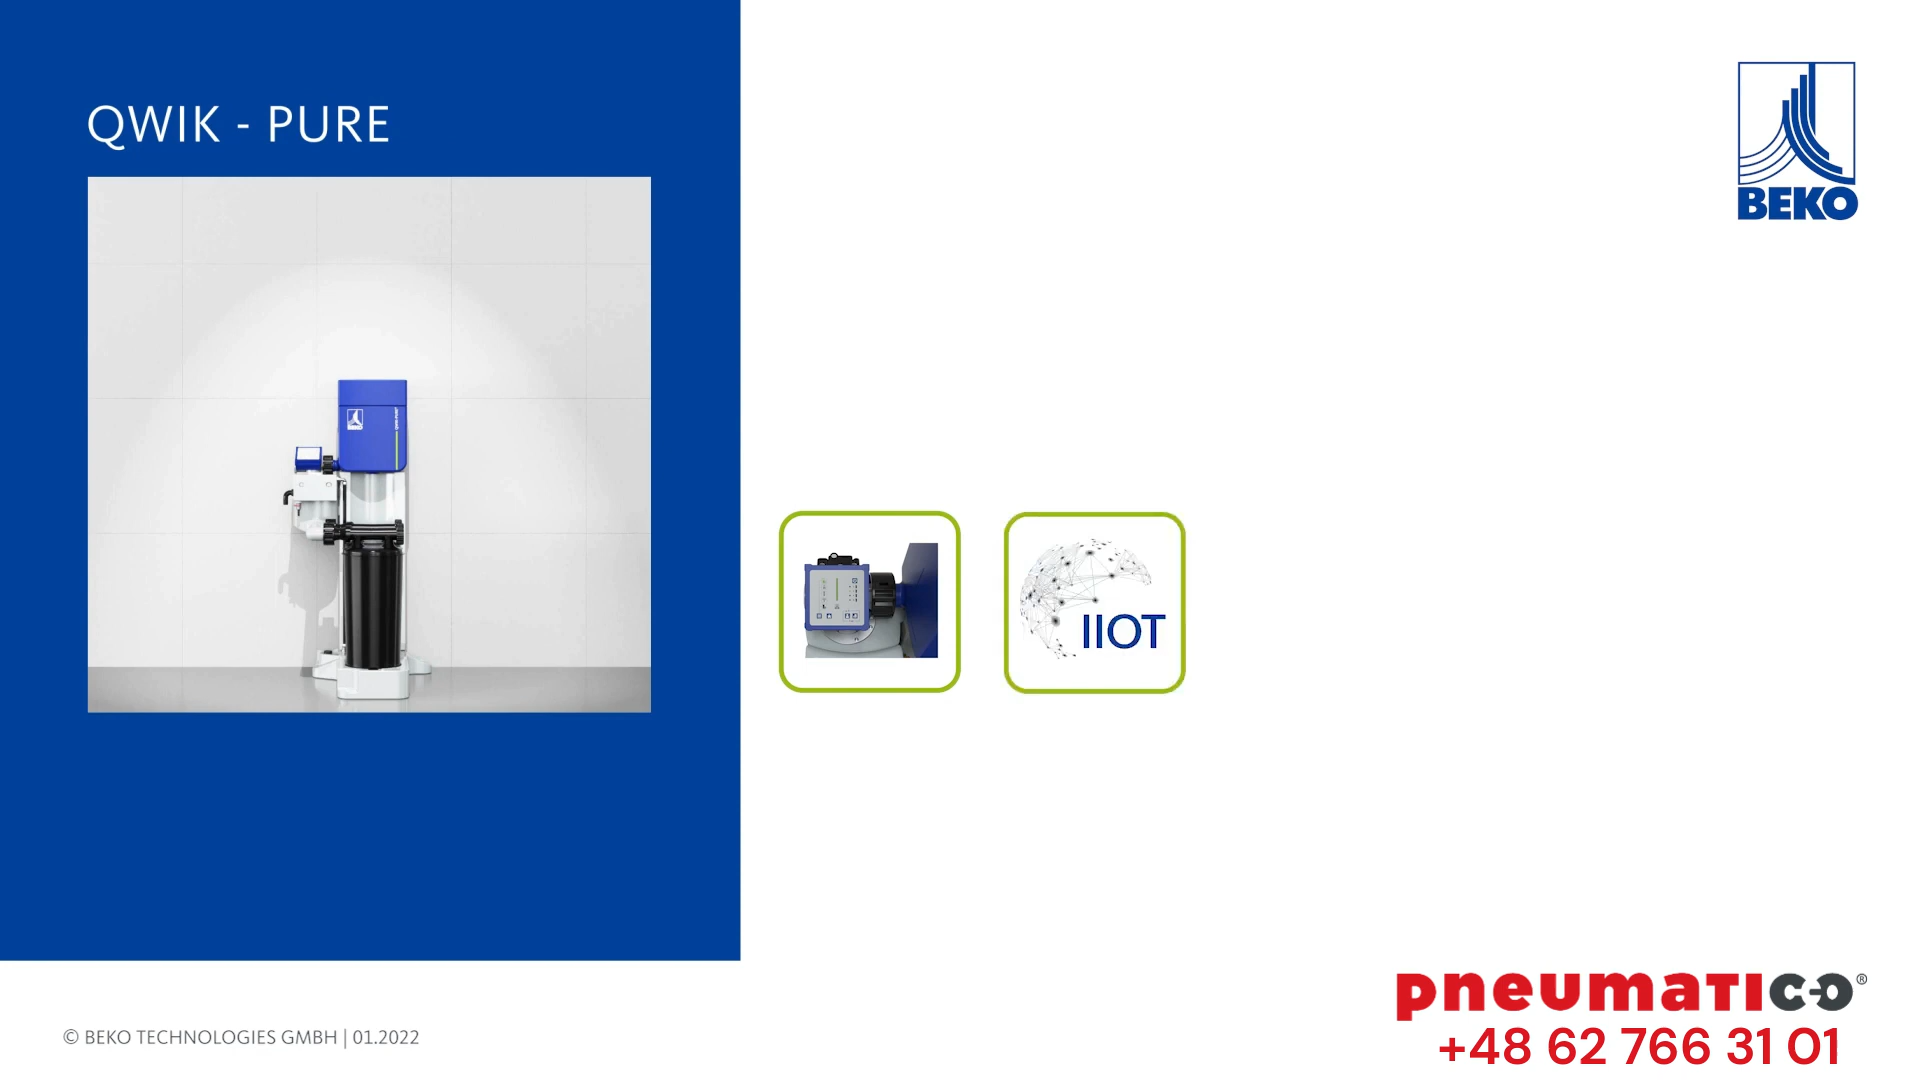 QWIK - PURE
BEKO
IIOT
© BEKO TECHNOLOGIES GMBH | 01.2022
pneumatico®
+48 62 766 31 01